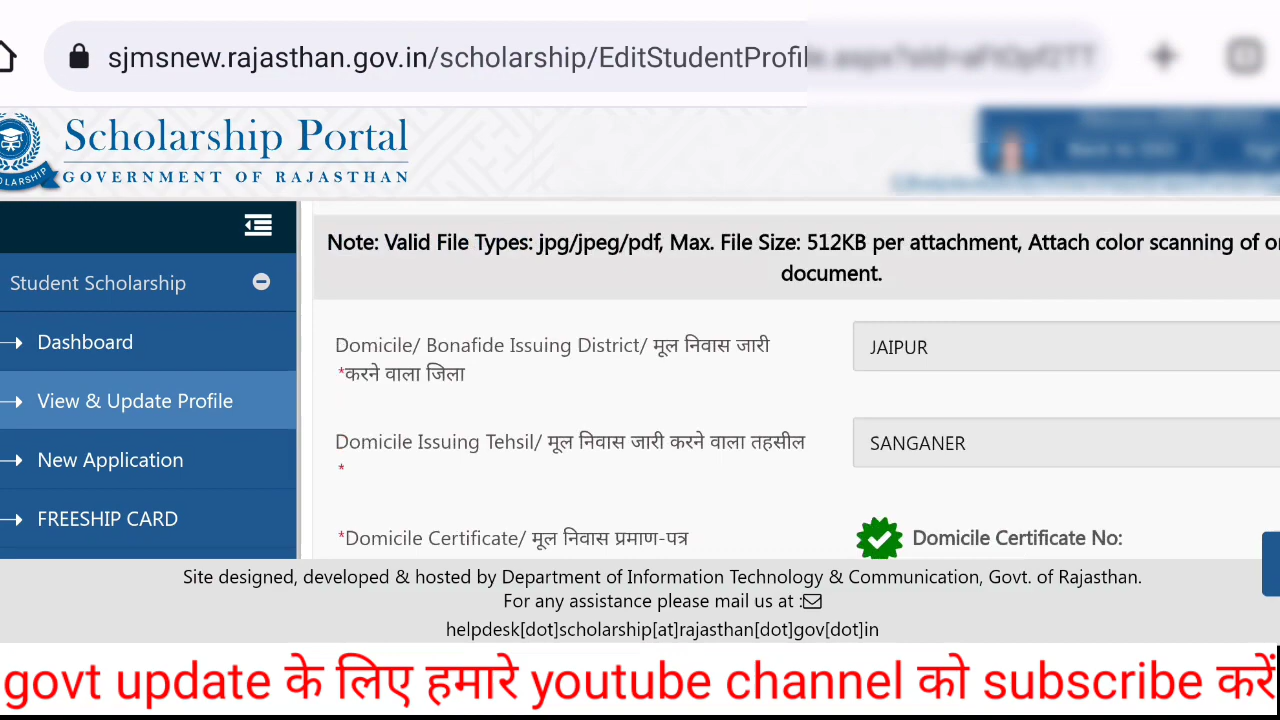 sjmsnew.rajasthan.gov.in/scholarship/EditStudentProfil
Scholarship Portal
GOVERNMENT OF RAJASTHAN
SCHOLARSHIP
Note: Valid File Types: jpg/jpeg/pdf, Max. File Size: 512KB per attachment, Attach color scanning of
document.
Student Scholarship
Dashboard
View & Update Profile
New Application
FREESHIP CARD
Domicile/ Bonafide Issuing District/ मूल निवास जारी
*करने वाला जिला
JAIPUR
Domicile Issuing Tehsil/ मूल निवास जारी करने वाला तहसील
*
SANGANER
*Domicile Certificate/ मूल निवास प्रमाण-पत्र
Domicile Certificate No:
Site designed, developed & hosted by Department of Information Technology & Communication, Govt. of Rajasthan.
For any assistance please mail us at :
helpdesk[dot]scholarship[at]rajasthan[dot]gov[dot]in
govt update के लिए हमारे youtube channel को subscribe करें